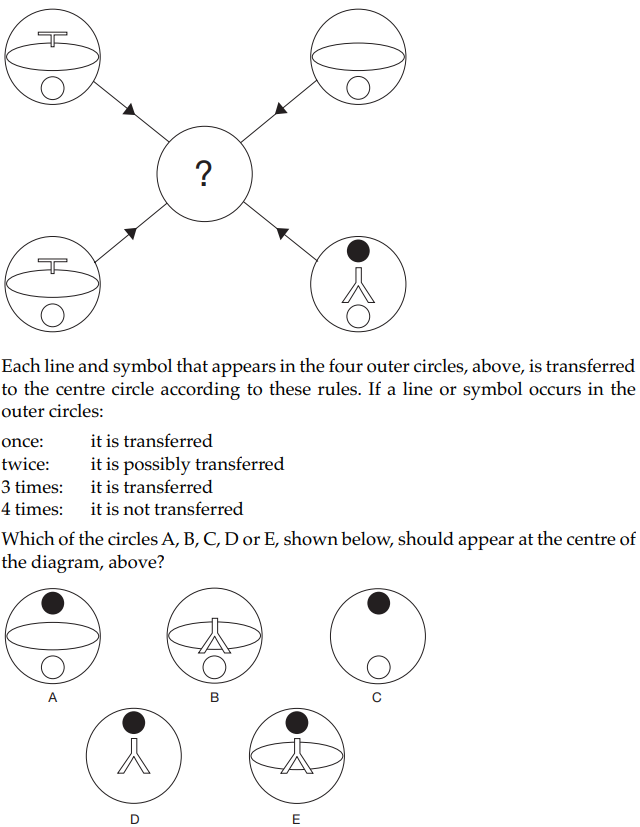 ?
Each line and symbol that appears in the four outer circles, above, is transferred
to the centre circle according to these rules. If a line or symbol occurs in the
outer circles:
once: it is transferred
twice: it is possibly transferred
3 times: it is transferred
4 times: it is not transferred
Which of the circles A, B, C, D or E, shown below, should appear at the centre of
the diagram, above?
A B C
D E